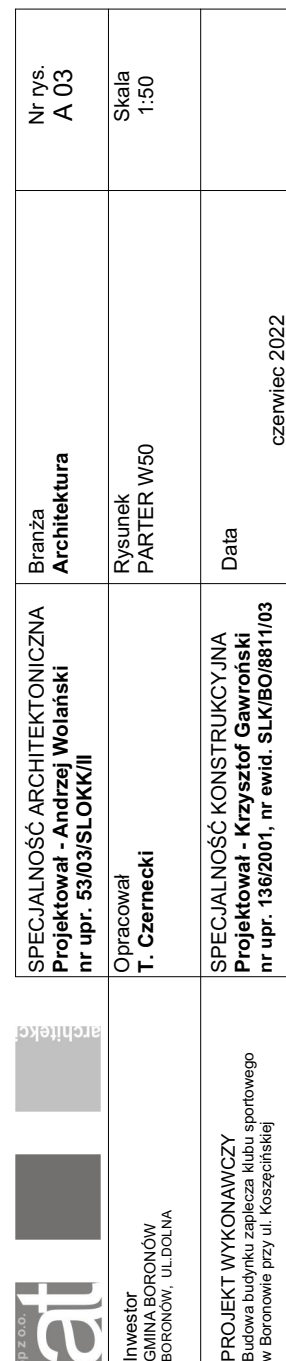 p z o.o.
at
architekci
SPECJALNOŚĆ ARCHITEKTONICZNA
Projektował - Andrzej Wolański
nr upr. 53/03/SLOKK/II
Branża
Architektura
Nr rys.
A 03
Inwestor
GMINA BORONÓW
BORONÓW, UL.DOLNA
Opracował
T. Czernecki
Rysunek
PARTER W50
Skala
1:50
PROJEKT WYKONAWCZY
Budowa budynku zaplecza klubu sportowego
w Boronowie przy ul. Koszęcińskiej
SPECJALNOŚĆ KONSTRUKCYJNA
Projektował - Krzysztof Gawroński
nr upr. 136/2001, nr ewid. SLK/BO/8811/03
Data
czerwiec 2022